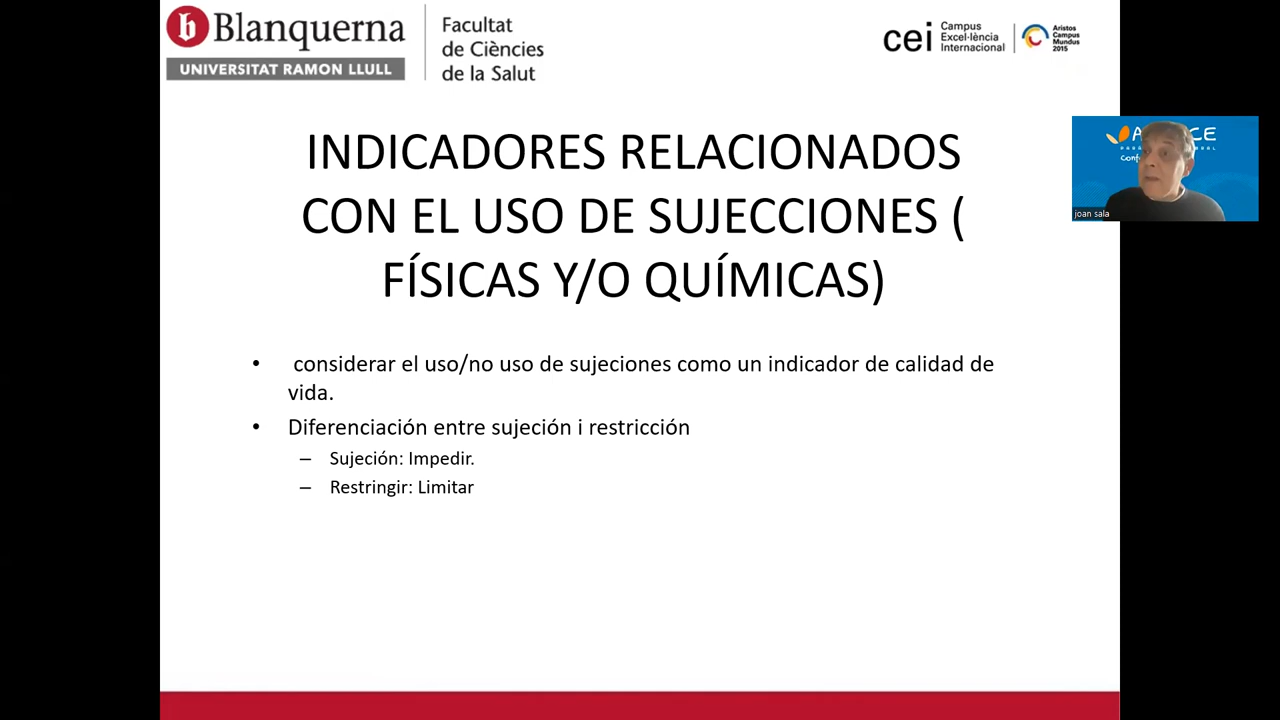 b Blanquerna
UNIVERSITAT RAMON LLULL
Facultat
de Ciències
de la Salut
cei
Campus
Excel·lència
Internacional
Aristos
Campus
Mundus
2015
INDICADORES RELACIONADOS
CON EL USO DE SUJECCIONES (
FÍSICAS Y/O QUÍMICAS)
• considerar el uso/no uso de sujeciones como un indicador de calidad de
vida.
• Diferenciación entre sujeción i restricción
– Sujeción: Impedir.
– Restringir: Limitar
joan sala